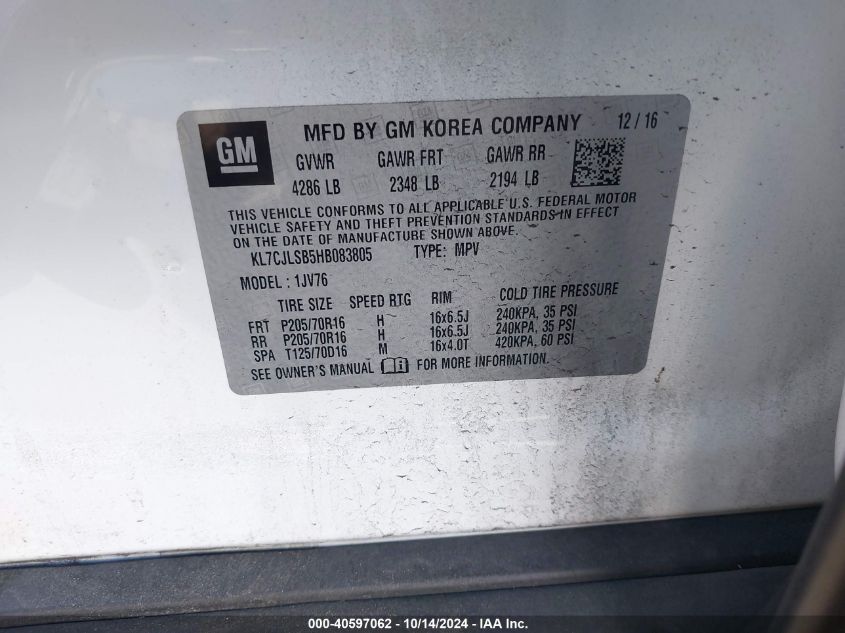 GM
MFD BY GM KOREA COMPANY 12/16
GVWR GAWR FRT GAWR RR
4286 LB 2348 LB 2194 LB
THIS VEHICLE CONFORMS TO ALL APPLICABLE U.S. FEDERAL MOTOR
VEHICLE SAFETY AND THEFT PREVENTION STANDARDS IN EFFECT
ON THE DATE OF MANUFACTURE SHOWN ABOVE.
KL7CJLSB5HB083805 TYPE: MPV
MODEL : 1JV76
TIRE SIZE SPEED RTG RIM COLD TIRE PRESSURE
FRT P205/70R16 H 16x6.5J 240KPA, 35 PSI
RR P205/70R16 H 16x6.5J 240KPA, 35 PSI
SPA T125/70D16 M 16x4.0T 420KPA, 60 PSI
SEE OWNER'S MANUAL FOR MORE INFORMATION.
000-40597062 - 10/14/2024 - IAA Inc.